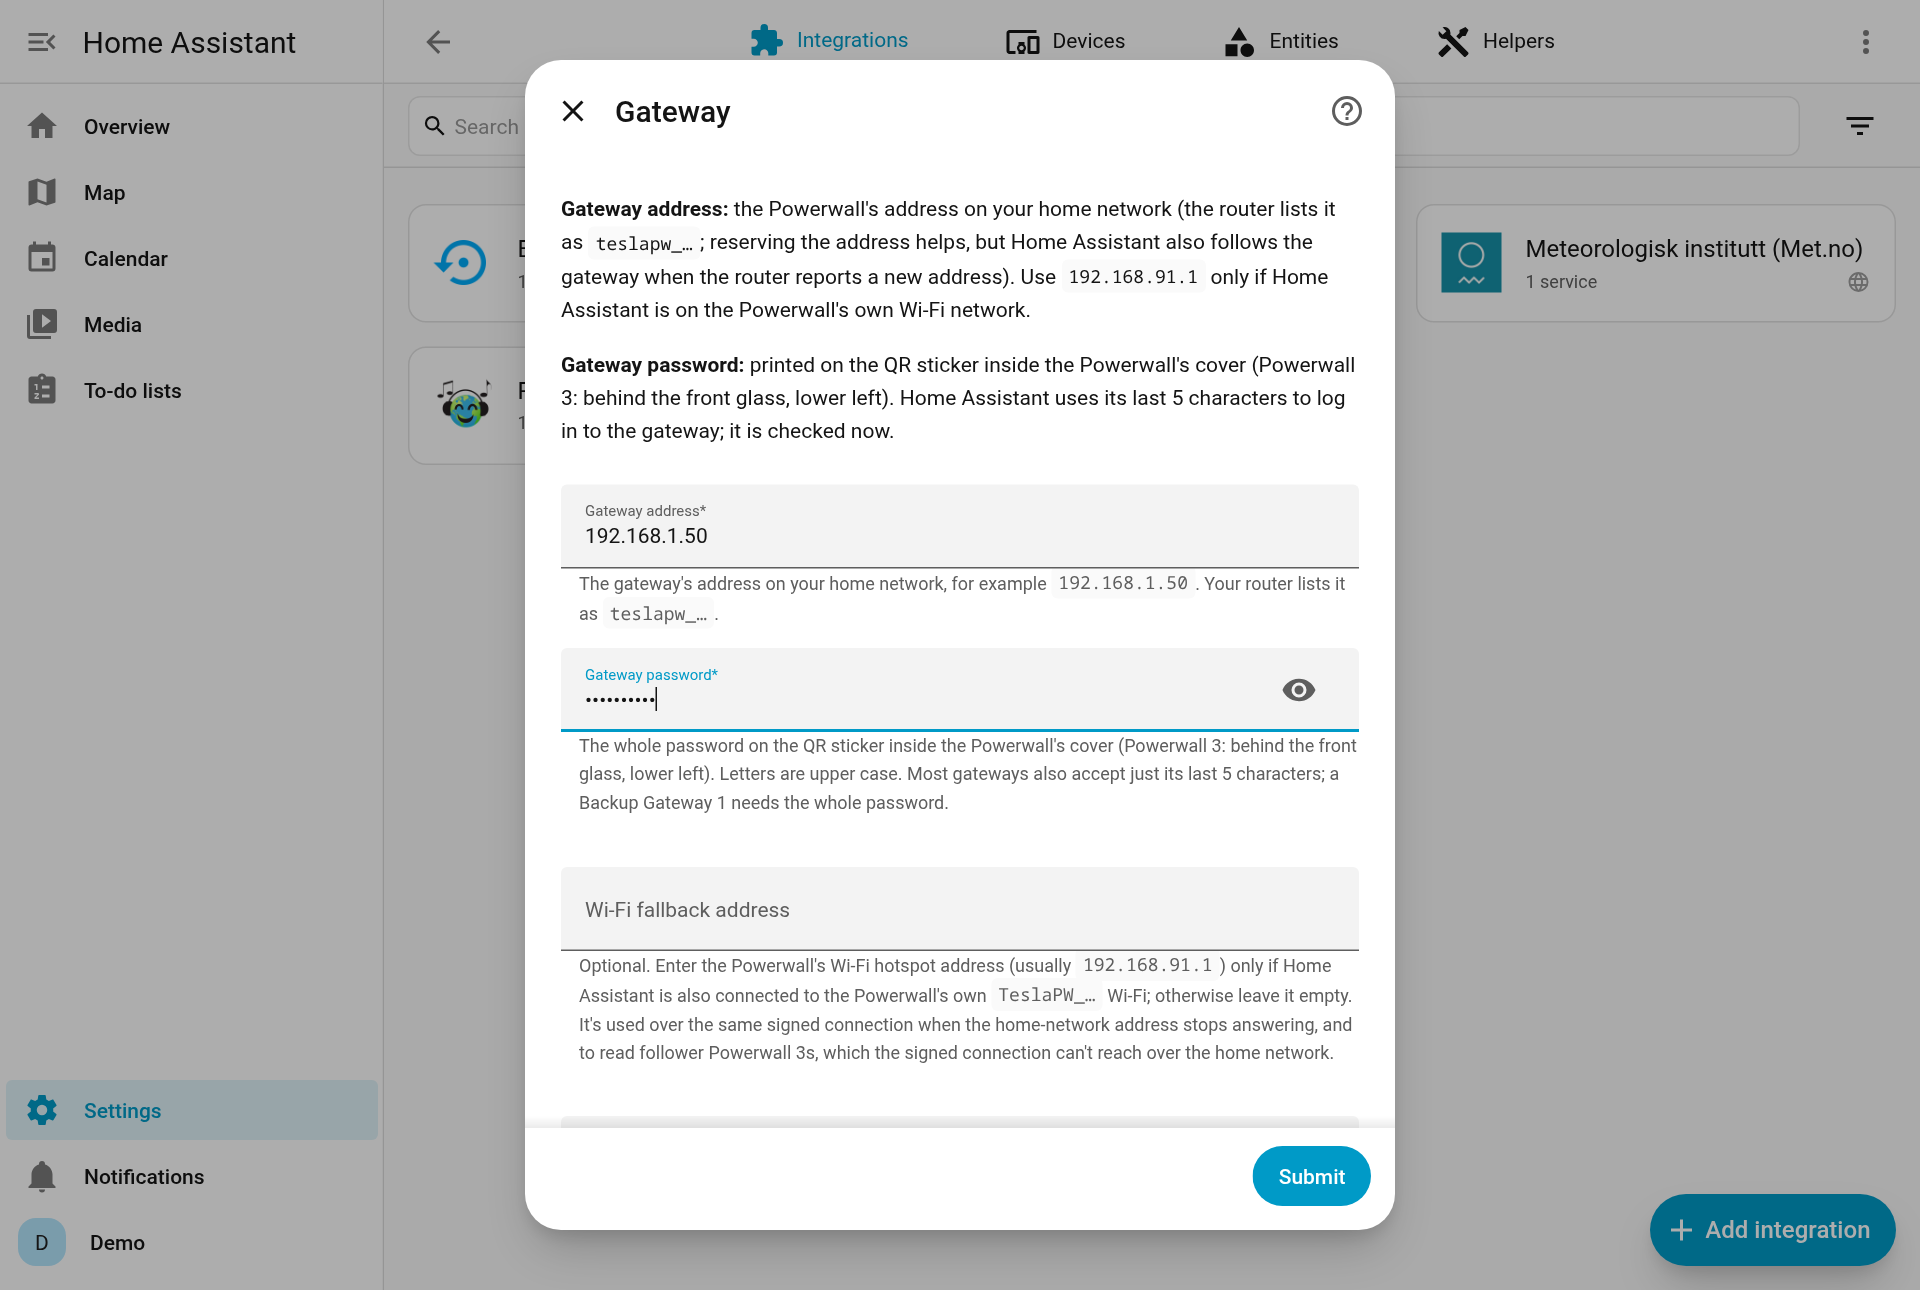 Home Assistant
Integrations
Devices
Entities
Helpers
Overview
Map
Calendar
Media
To-do lists
Settings
Notifications
D
Demo
Search
Meteorologisk institutt (Met.no)
1 service
Gateway
Gateway address: the Powerwall's address on your home network (the router lists it
as teslapw_… ; reserving the address helps, but Home Assistant also follows the
gateway when the router reports a new address). Use 192.168.91.1 only if Home
Assistant is on the Powerwall's own Wi-Fi network.
Gateway password: printed on the QR sticker inside the Powerwall's cover (Powerwall
3: behind the front glass, lower left). Home Assistant uses its last 5 characters to log
in to the gateway; it is checked now.
Gateway address*
192.168.1.50
The gateway's address on your home network, for example 192.168.1.50 . Your router lists it
as teslapw_… .
Gateway password*
••••••••••
The whole password on the QR sticker inside the Powerwall's cover (Powerwall 3: behind the front
glass, lower left). Letters are upper case. Most gateways also accept just its last 5 characters; a
Backup Gateway 1 needs the whole password.
Wi-Fi fallback address
Optional. Enter the Powerwall's Wi-Fi hotspot address (usually 192.168.91.1 ) only if Home
Assistant is also connected to the Powerwall's own TeslaPW_… Wi-Fi; otherwise leave it empty.
It's used over the same signed connection when the home-network address stops answering, and
to read follower Powerwall 3s, which the signed connection can't reach over the home network.
Submit
Add integration